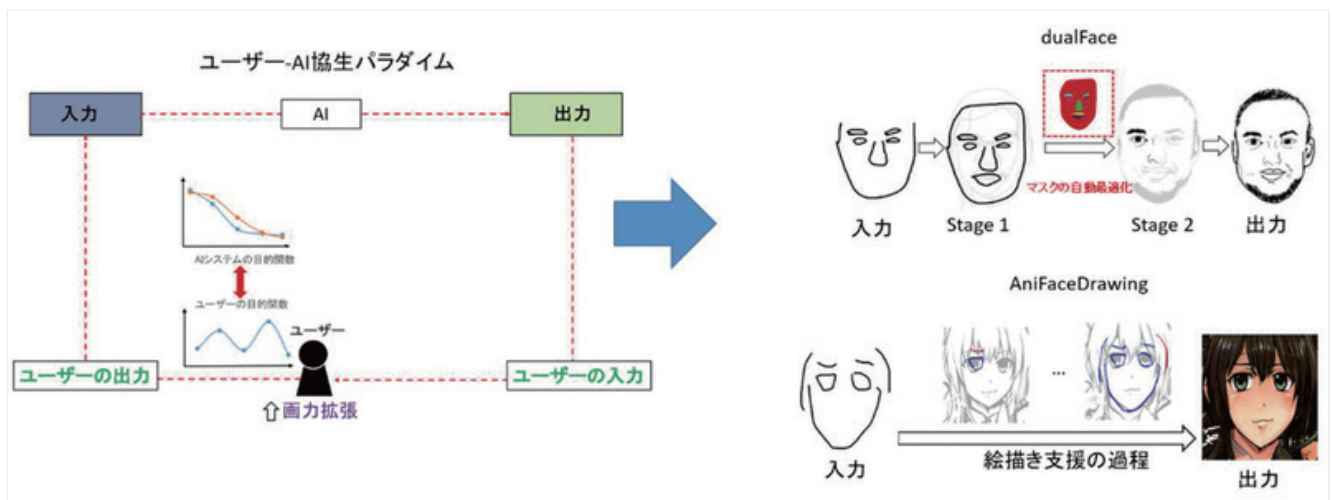 ユーザー-AI協生パラダイム
入力
AI
出力
AIシステムの目的関数
ユーザーの目的関数
ユーザー
ユーザーの出力
ユーザーの入力
⇧画力拡張
dualFace
マスクの自動最適化
入力
Stage 1
Stage 2
出力
AniFaceDrawing
...
入力
絵描き支援の過程
出力